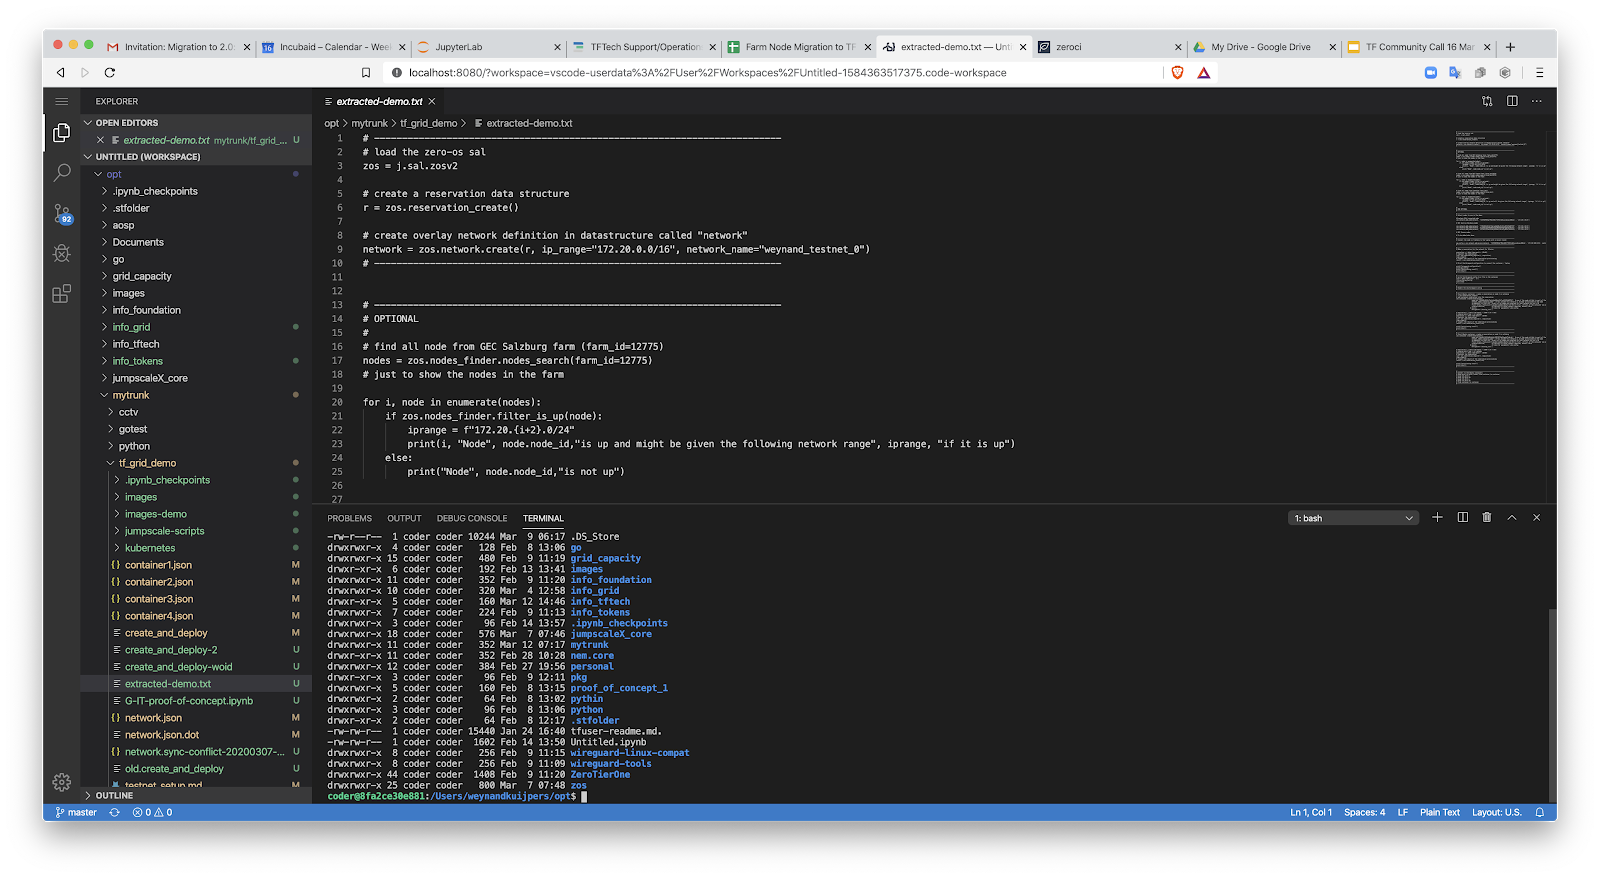 Invitation: Migration to 2.0
Incubaid – Calendar - Wee
JupyterLab
TFTech Support/Operation
Farm Node Migration to TF
extracted-demo.txt — Unti
zeroci
My Drive - Google Drive
TF Community Call 16 Mar
localhost:8080/?workspace=vscode-userdata%3A%2FUser%2FWorkspaces%2FUntitled-1584363517375.code-workspace
EXPLORER
OPEN EDITORS
extracted-demo.txt mytrunk/tf_grid_... U
UNTITLED (WORKSPACE)
opt
.ipynb_checkpoints
.stfolder
aosp
Documents
go
grid_capacity
images
info_foundation
info_grid
info_tftech
info_tokens
jumpscaleX_core
mytrunk
cctv
gotest
python
tf_grid_demo
.ipynb_checkpoints
images
images-demo
jumpscale-scripts
kubernetes
{} container1.json M
{} container2.json M
{} container3.json M
{} container4.json M
create_and_deploy M
create_and_deploy-2 U
create_and_deploy-woid U
extracted-demo.txt U
G-IT-proof-of-concept.ipynb U
{} network.json M
network.json.dot M
{} network.sync-conflict-20200307-... U
old.create_and_deploy U
testnet_setup.md M
OUTLINE
92
extracted-demo.txt
opt > mytrunk > tf_grid_demo > extracted-demo.txt
1 # ------------------------------------------------------------------------
2 # load the zero-os sal
3 zos = j.sal.zosv2
4
5 # create a reservation data structure
6 r = zos.reservation_create()
7
8 # create overlay network definition in datastructure called "network"
9 network = zos.network.create(r, ip_range="172.20.0.0/16", network_name="weynand_testnet_0")
10 # ------------------------------------------------------------------------
11
12
13 # ------------------------------------------------------------------------
14 # OPTIONAL
15 #
16 # find all node from GEC Salzburg farm (farm_id=12775)
17 nodes = zos.nodes_finder.nodes_search(farm_id=12775)
18 # just to show the nodes in the farm
19
20 for i, node in enumerate(nodes):
21 if zos.nodes_finder.filter_is_up(node):
22 iprange = f"172.20.{i+2}.0/24"
23 print(i, "Node", node.node_id,"is up and might be given the following network range", iprange, "if it is up")
24 else:
25 print("Node", node.node_id,"is not up")
26
27
PROBLEMS OUTPUT DEBUG CONSOLE TERMINAL
1: bash
-rw-r--r-- 1 coder coder 10244 Mar 9 06:17 .DS_Store
drwxrwxr-x 4 coder coder 128 Feb 8 13:06 go
drwxrwxr-x 15 coder coder 480 Feb 9 11:19 grid_capacity
drwxr-xr-x 6 coder coder 192 Feb 13 13:41 images
drwxrwxr-x 11 coder coder 352 Feb 9 11:20 info_foundation
drwxrwxr-x 10 coder coder 320 Mar 4 12:58 info_grid
drwxrwxr-x 5 coder coder 160 Mar 12 14:46 info_tftech
drwxrwxr-x 7 coder coder 224 Feb 9 11:13 info_tokens
drwxrwxr-x 3 coder coder 96 Feb 14 13:57 .ipynb_checkpoints
drwxrwxr-x 18 coder coder 576 Mar 7 07:46 jumpscaleX_core
drwxrwxr-x 11 coder coder 352 Mar 12 07:17 mytrunk
drwxrwxr-x 11 coder coder 352 Feb 28 10:28 nem.core
drwxrwxr-x 12 coder coder 384 Feb 27 19:56 personal
drwxrwxr-x 3 coder coder 96 Feb 9 12:11 pkg
drwxrwxr-x 5 coder coder 160 Feb 8 13:15 proof_of_concept_1
drwxrwxr-x 2 coder coder 64 Feb 8 13:02 pythin
drwxrwxr-x 3 coder coder 96 Feb 8 13:06 python
drwxr-xr-x 2 coder coder 64 Feb 8 12:17 .stfolder
-rw-rw-r-- 1 coder coder 15440 Jan 24 16:40 tfuser-readme.md.
-rw-rw-r-- 1 coder coder 1602 Feb 14 13:50 Untitled.ipynb
drwxrwxr-x 8 coder coder 256 Feb 9 11:15 wireguard-linux-compat
drwxrwxr-x 8 coder coder 256 Feb 9 11:09 wireguard-tools
drwxrwxr-x 44 coder coder 1408 Feb 9 11:20 ZeroTierOne
drwxrwxr-x 25 coder coder 800 Mar 7 07:48 zos
coder@8fa2ce30e881:/Users/weynandkuijpers/opt$
master 0 0 Ln 1, Col 1 Spaces: 4 LF Plain Text Layout: U.S.